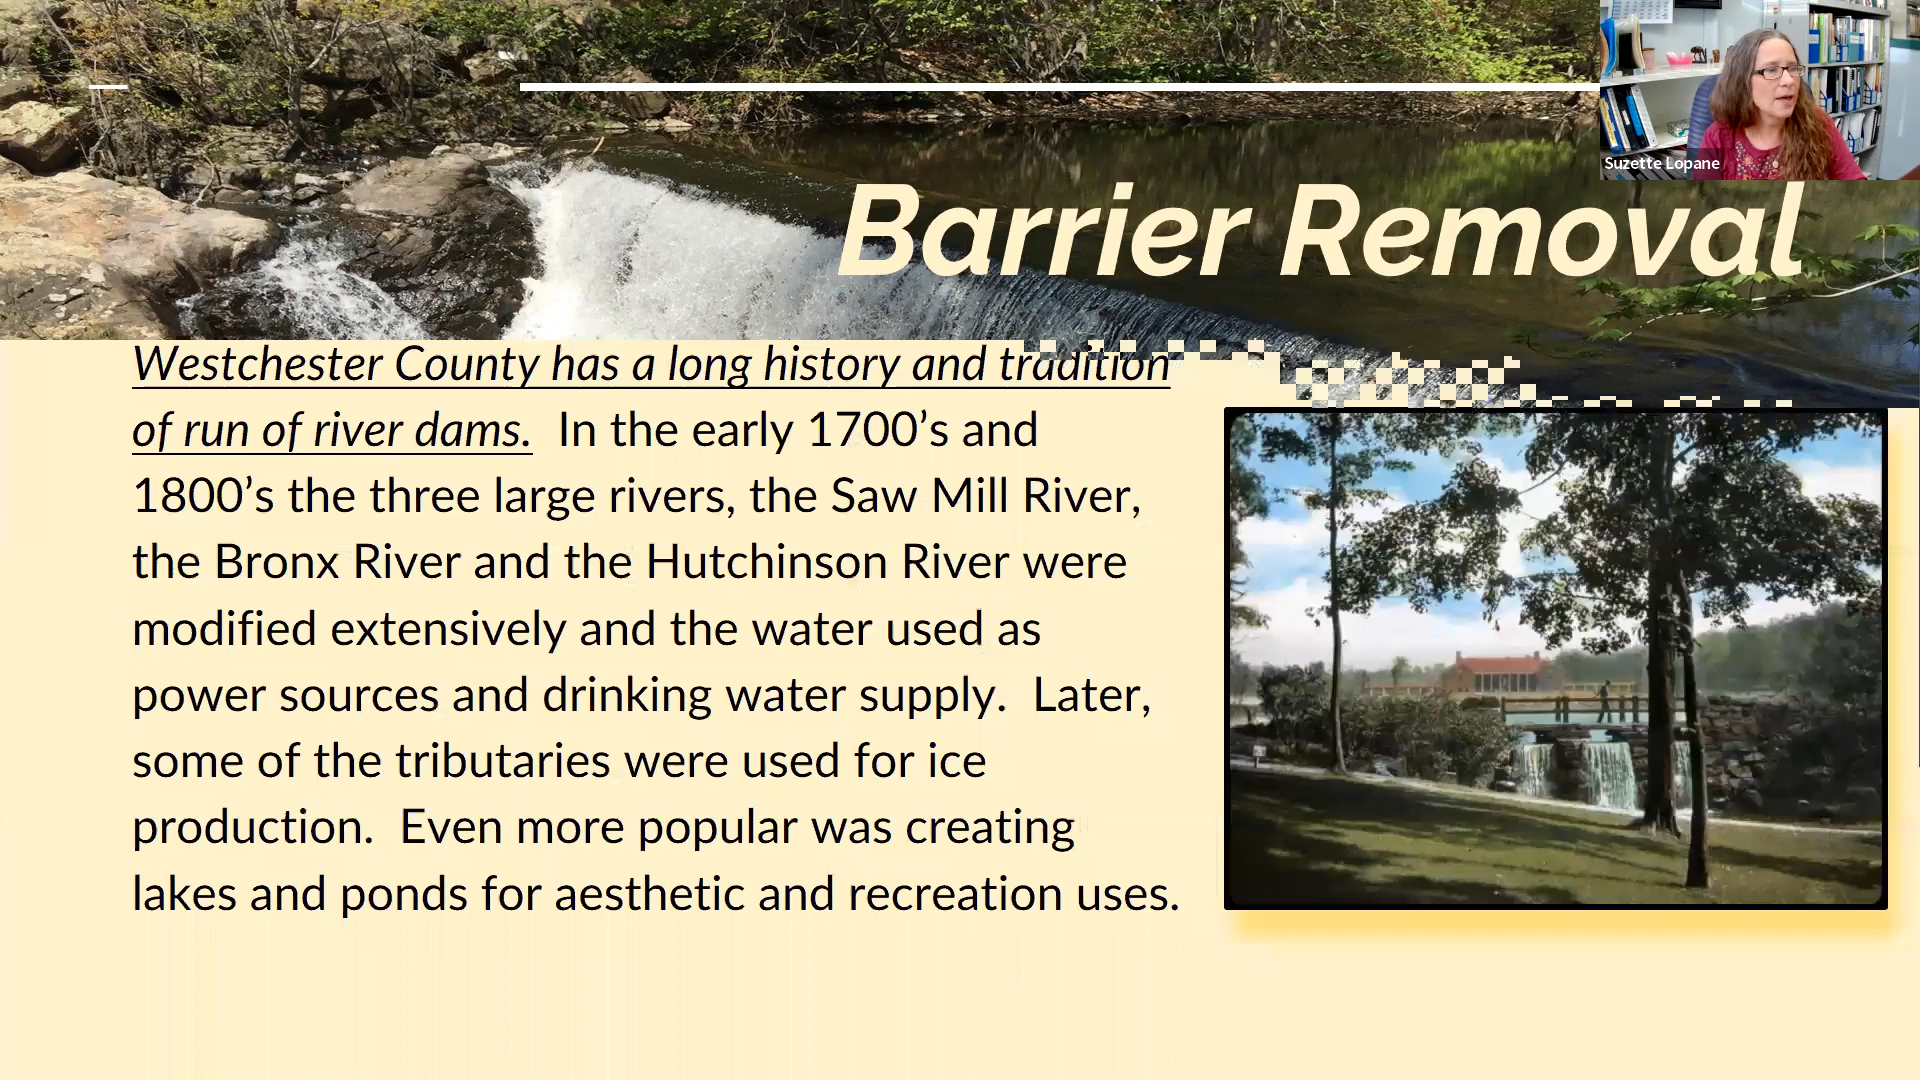 Suzette Lopane
Barrier Removal
Westchester County has a long history and tradition
of run of river dams.  In the early 1700’s and
1800’s the three large rivers, the Saw Mill River,
the Bronx River and the Hutchinson River were
modified extensively and the water used as
power sources and drinking water supply.  Later,
some of the tributaries were used for ice
production.  Even more popular was creating
lakes and ponds for aesthetic and recreation uses.